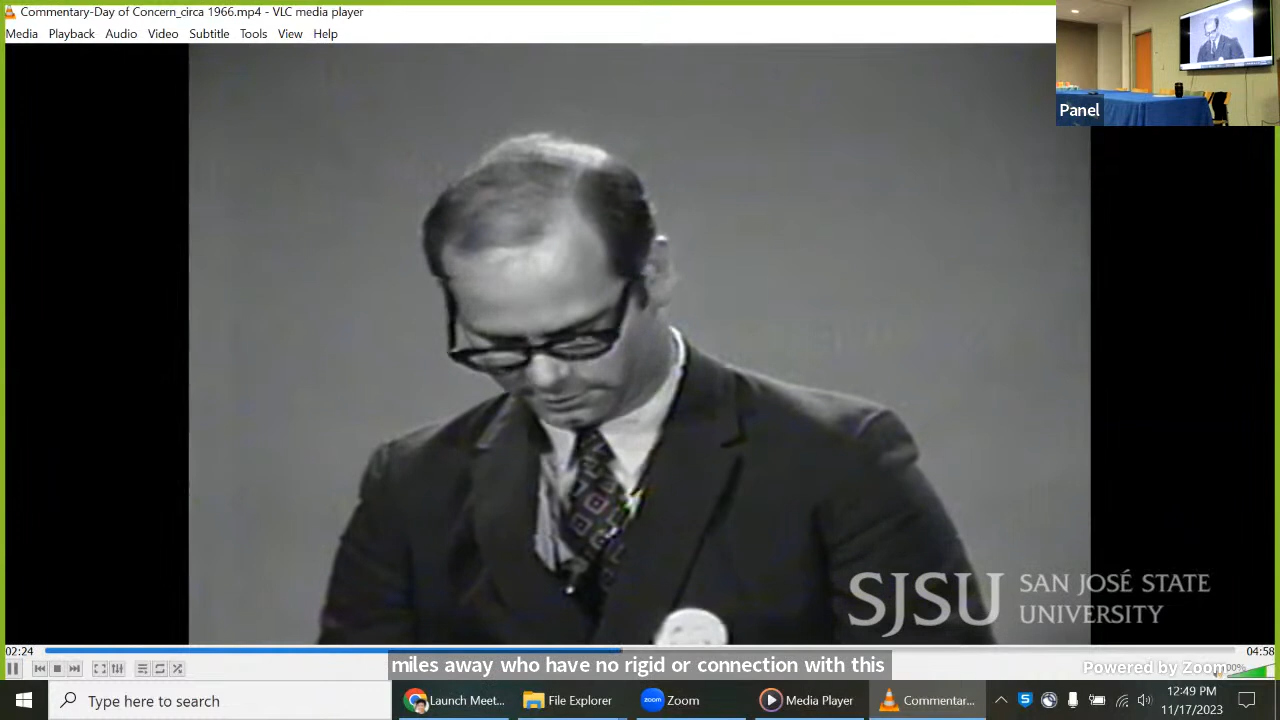 Commentary-Day of Concern_circa 1966.mp4 - VLC media player
Media Playback Audio Video Subtitle Tools View Help
Panel
SJSU SAN JOSÉ STATE
UNIVERSITY
02:24
04:58
miles away who have no rigid or connection with this
Powered by Zoom
Type here to search
Launch Meet...
File Explorer
zoom Zoom
Media Player
Commentar...
12:49 PM
11/17/2023